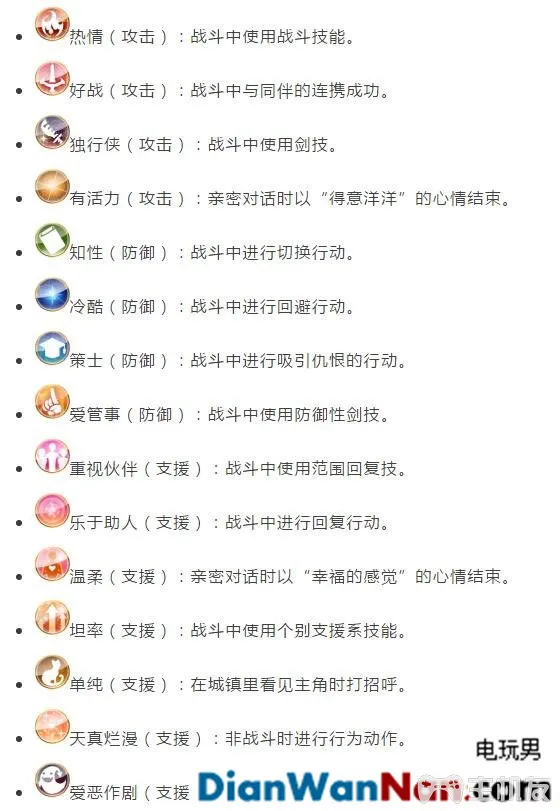 热情（攻击）：战斗中使用战斗技能。
好战（攻击）：战斗中与同伴的连携成功。
独行侠（攻击）：战斗中使用剑技。
有活力（攻击）：亲密对话时以“得意洋洋”的心情结束。
知性（防御）：战斗中进行切换行动。
冷酷（防御）：战斗中进行回避行动。
策士（防御）：战斗中进行吸引仇恨的行动。
爱管事（防御）：战斗中使用防御性剑技。
重视伙伴（支援）：战斗中使用范围回复技。
乐于助人（支援）：战斗中进行回复行动。
温柔（支援）：亲密对话时以“幸福的感觉”的心情结束。
坦率（支援）：战斗中使用个别支援系技能。
单纯（支援）：在城镇里看见主角时打招呼。
天真烂漫（支援）：非战斗时进行行为动作。
电玩男
爱恶作剧（支援
DianWanNan.com